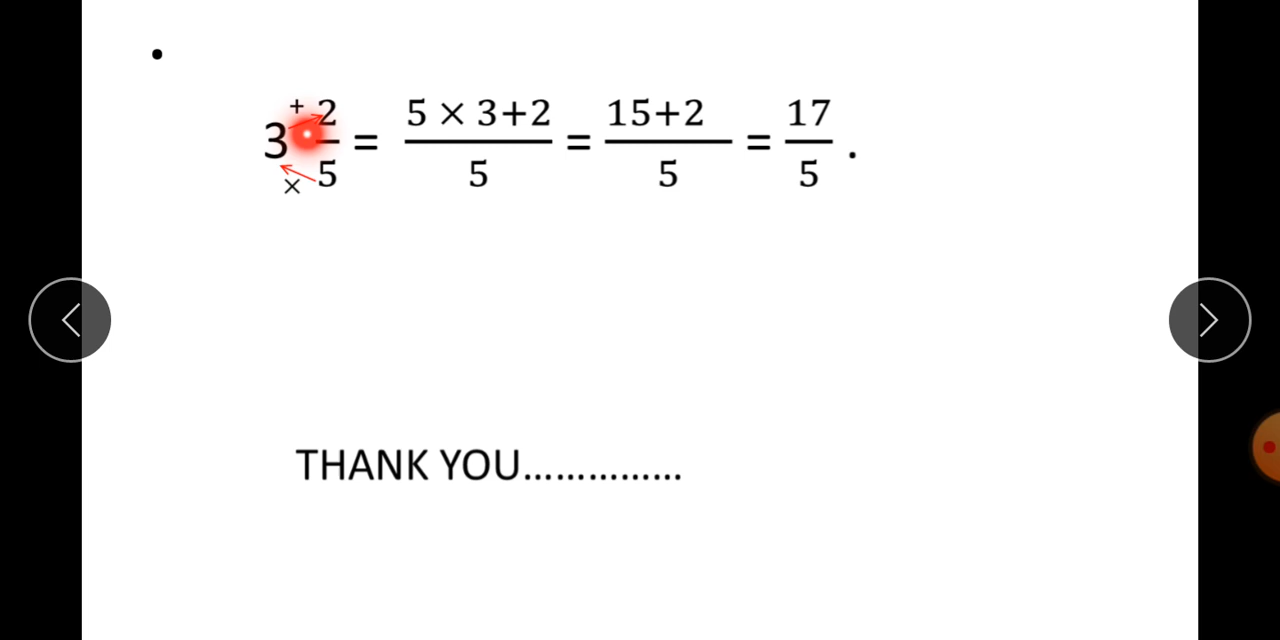 •
3 + 2/5 × = 5 × 3+2/5 = 15+2/5 = 17/5 .
THANK YOU……………